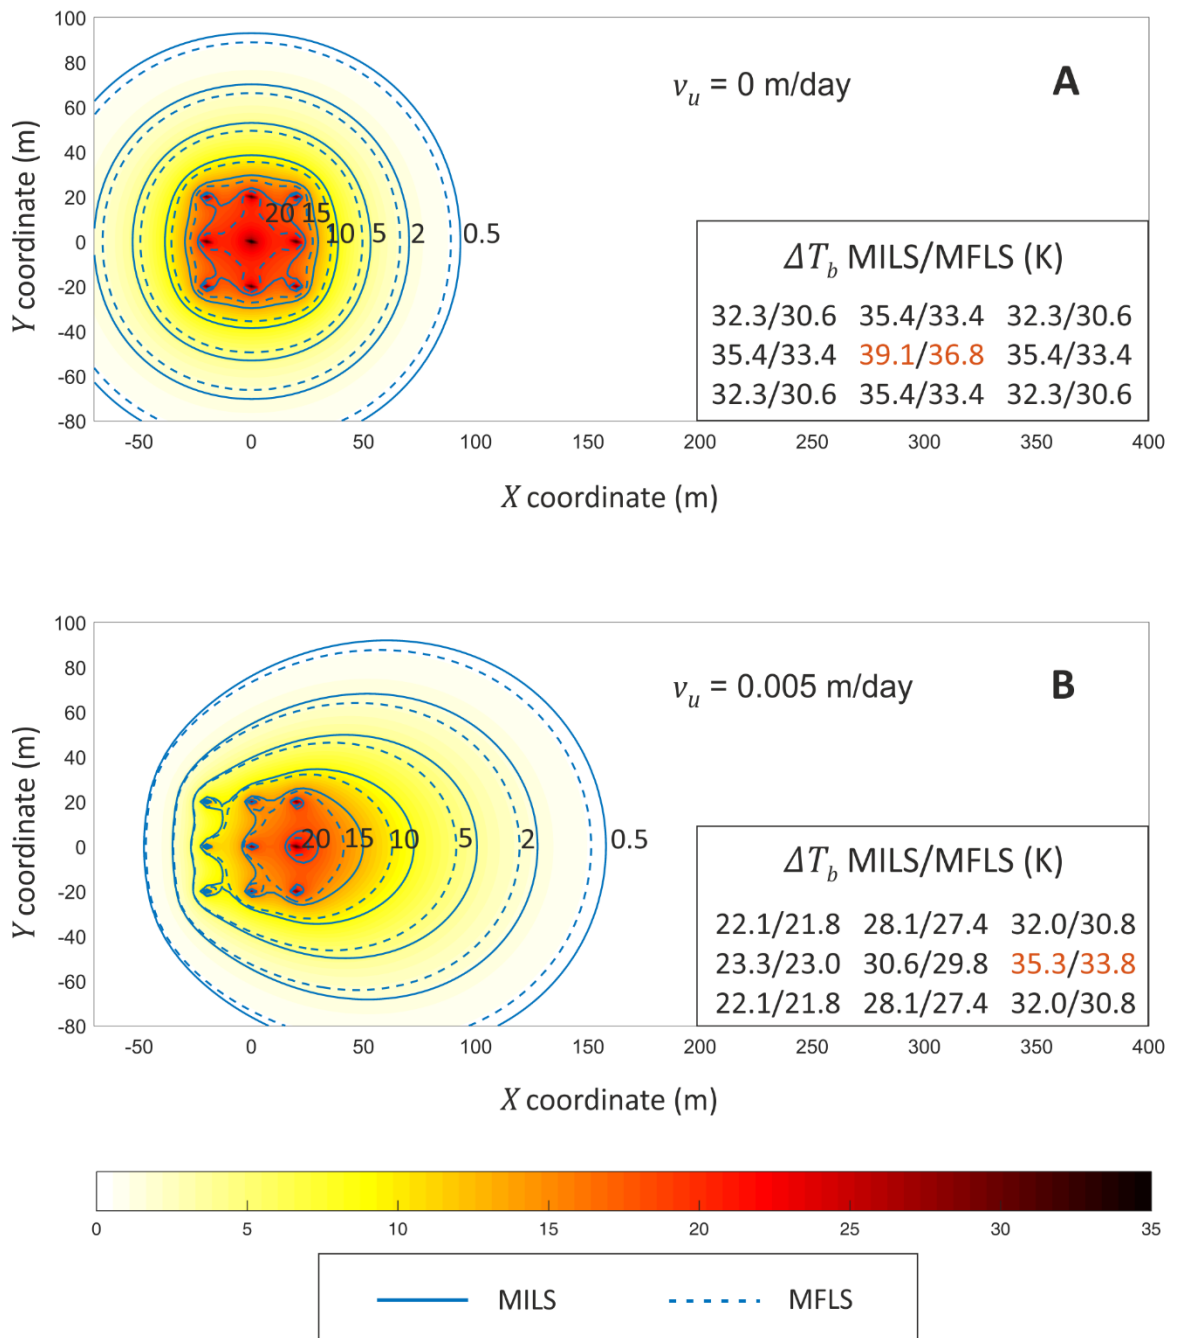 100
80
60
40
20
0
-20
-40
-60
-80
Y coordinate (m)
v_u = 0 m/day
A
20 15 10 5 2 0.5
ΔT_b MILS/MFLS (K)
32.3/30.6 35.4/33.4 32.3/30.6
35.4/33.4 39.1/36.8 35.4/33.4
32.3/30.6 35.4/33.4 32.3/30.6
-50 0 50 100 150 200 250 300 350 400
X coordinate (m)
100
80
60
40
20
0
-20
-40
-60
-80
Y coordinate (m)
v_u = 0.005 m/day
B
20 15 10 5 2 0.5
ΔT_b MILS/MFLS (K)
22.1/21.8 28.1/27.4 32.0/30.8
23.3/23.0 30.6/29.8 35.3/33.8
22.1/21.8 28.1/27.4 32.0/30.8
-50 0 50 100 150 200 250 300 350 400
X coordinate (m)
0 5 10 15 20 25 30 35
MILS MFLS